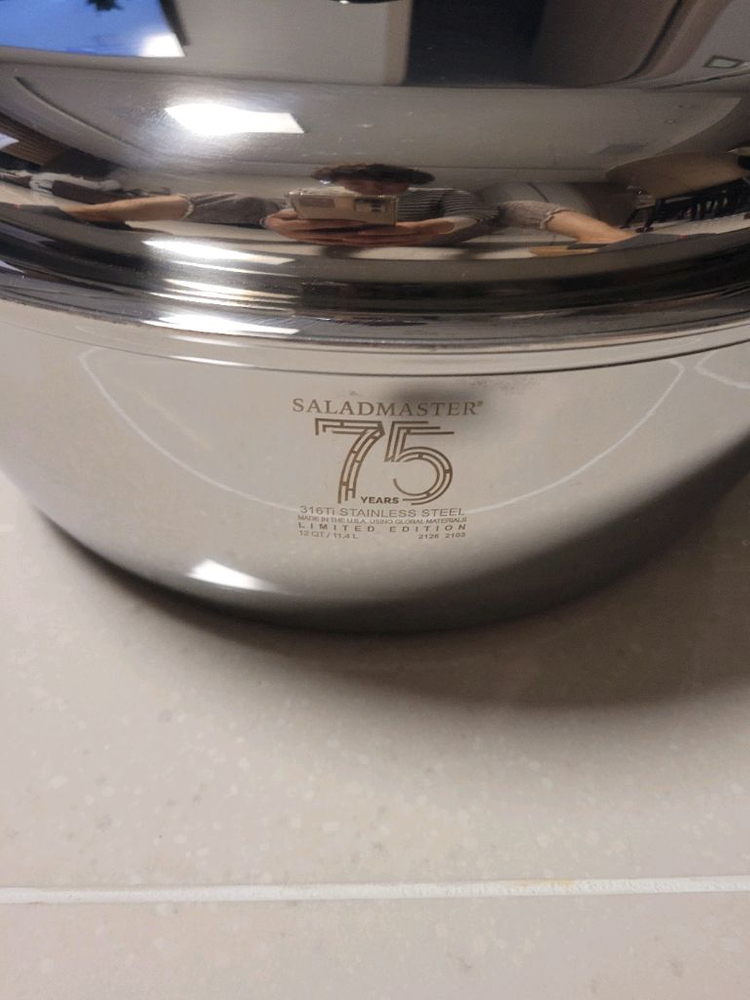 SALADMASTER®
75
YEARS
316Ti STAINLESS STEEL
MADE IN THE U.S.A. USING GLOBAL MATERIALS
LIMITED EDITION
12 QT / 11.4 L 2126 2103